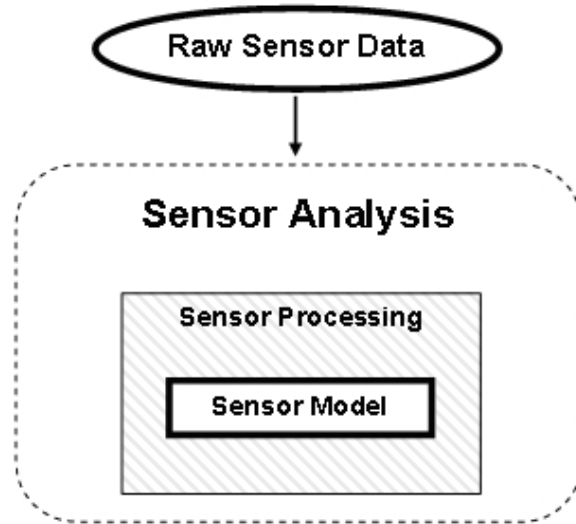 Raw Sensor Data
Sensor Analysis
Sensor Processing
Sensor Model